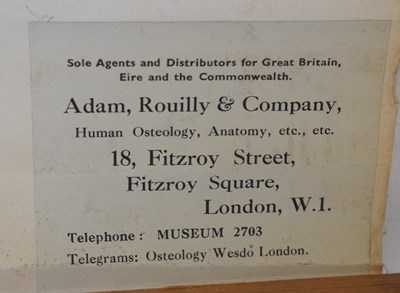 Sole Agents and Distributors for Great Britain,
Eire and the Commonwealth.
Adam, Rouilly & Company,
Human Osteology, Anatomy, etc., etc.
18, Fitzroy Street,
Fitzroy Square,
London, W.1.
Telephone: MUSEUM 2703
Telegrams: Osteology Wesdo London.